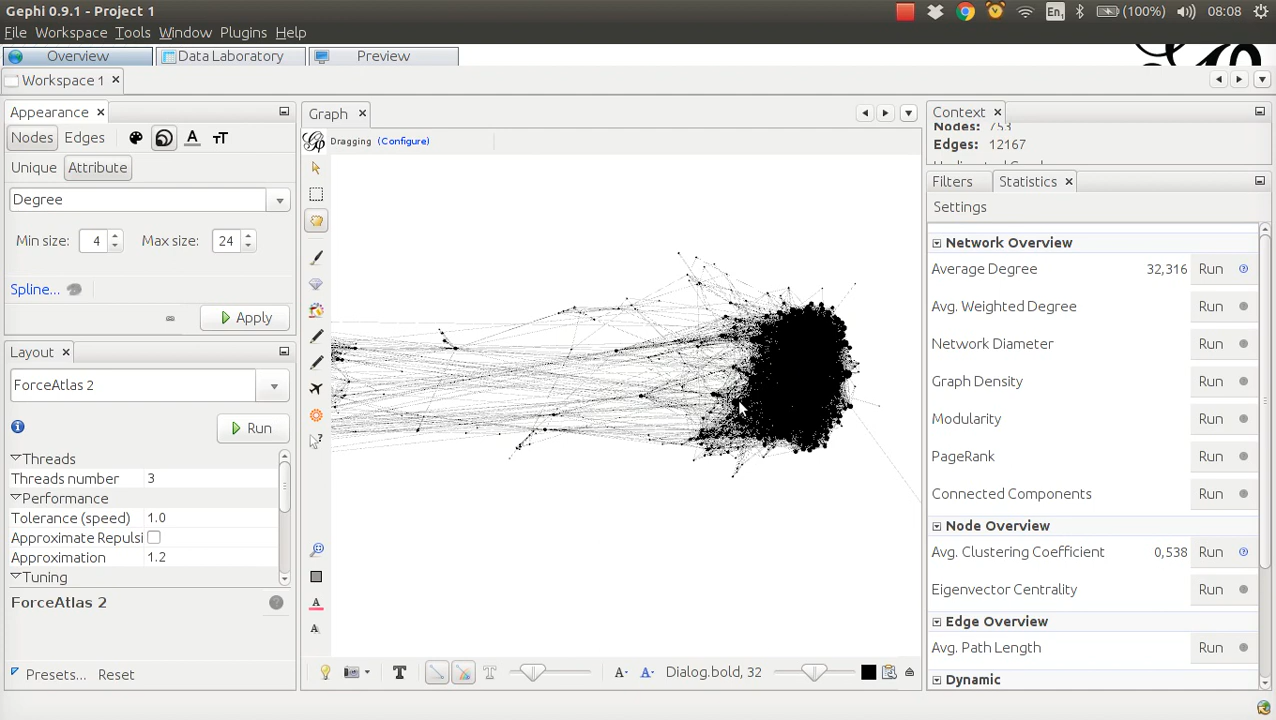 Gephi 0.9.1 - Project 1
En1
(100%)
08:08
File Workspace Tools Window Plugins Help
Overview
Data Laboratory
Preview
Workspace 1
Appearance
Nodes Edges
Unique Attribute
Degree
Min size: 4 Max size: 24
Spline...
Apply
Layout
ForceAtlas 2
Run
Threads
Threads number 3
Performance
Tolerance (speed) 1.0
Approximate Repulsi
Approximation 1.2
Tuning
ForceAtlas 2
Presets... Reset
Graph
Dragging (Configure)
Dialog.bold, 32
Context
Nodes: 753
Edges: 12167
Filters Statistics
Settings
Network Overview
Average Degree 32,316 Run
Avg. Weighted Degree Run
Network Diameter Run
Graph Density Run
Modularity Run
PageRank Run
Connected Components Run
Node Overview
Avg. Clustering Coefficient 0,538 Run
Eigenvector Centrality Run
Edge Overview
Avg. Path Length Run
Dynamic